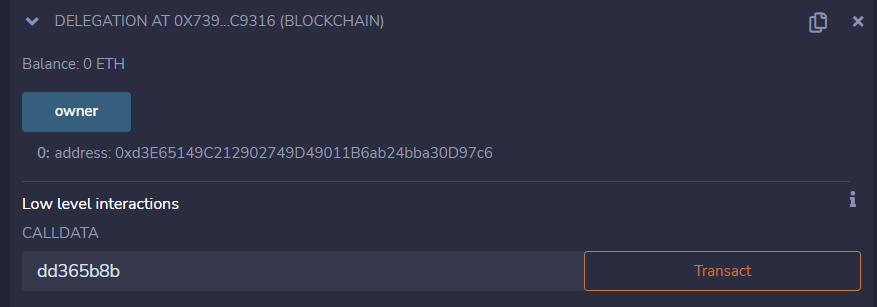 DELEGATION AT 0X739...C9316 (BLOCKCHAIN)
Balance: 0 ETH
owner
0: address: 0xd3E65149C212902749D49011B6ab24bba30D97c6
Low level interactions
CALLDATA
dd365b8b
Transact